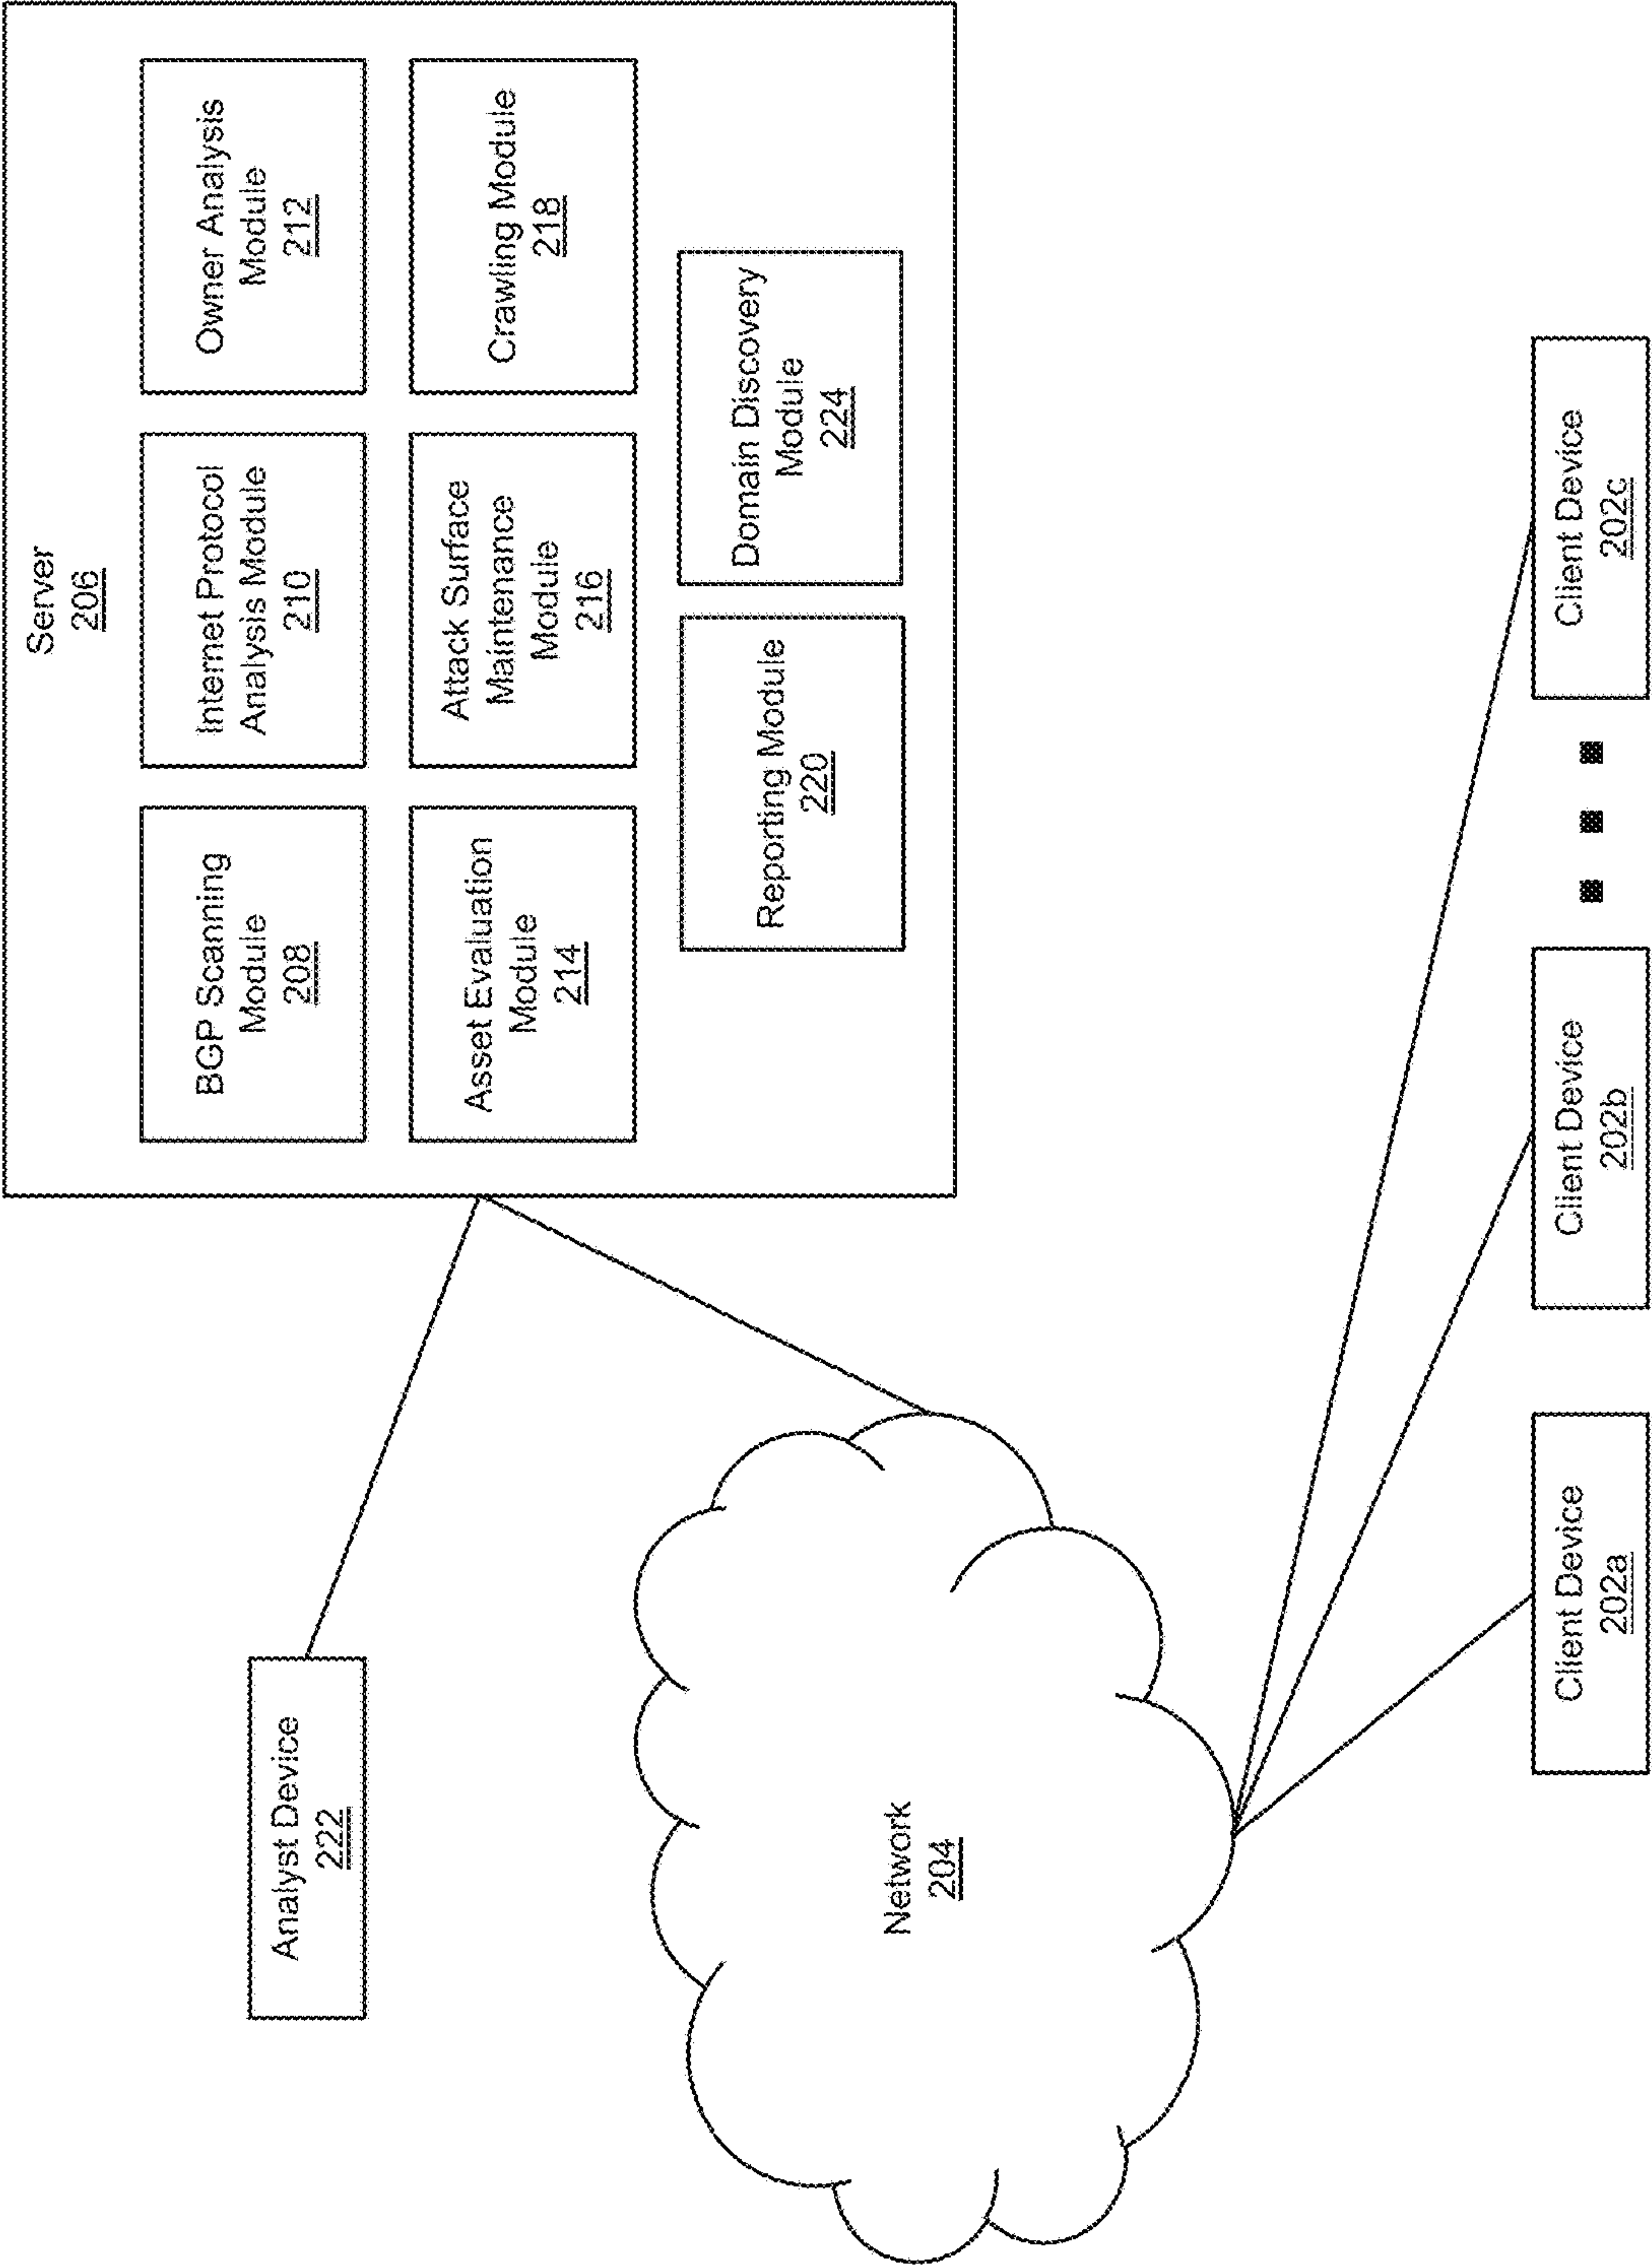 Server
206
BGP Scanning
Module
208
Internet Protocol
Analysis Module
210
Owner Analysis
Module
212
Asset Evaluation
Module
214
Attack Surface
Maintenance
Module
216
Crawling Module
218
Reporting Module
220
Domain Discovery
Module
224
Analyst Device
222
Network
204
Client Device
202a
Client Device
202b
Client Device
202c